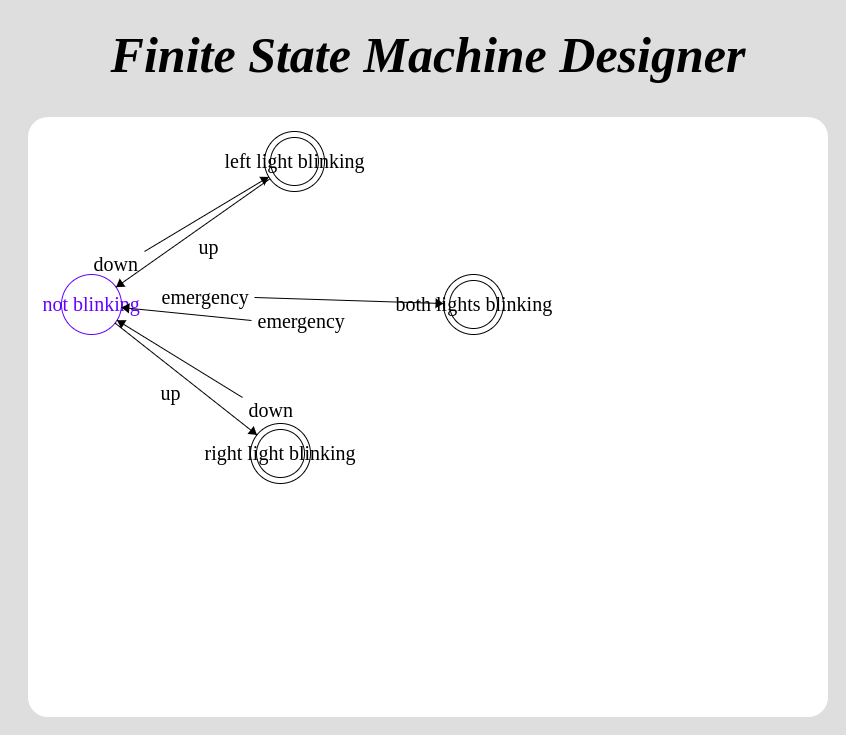 Finite State Machine Designer
left light blinking
up
down
not blinking
emergency
both lights blinking
emergency
up
down
right light blinking